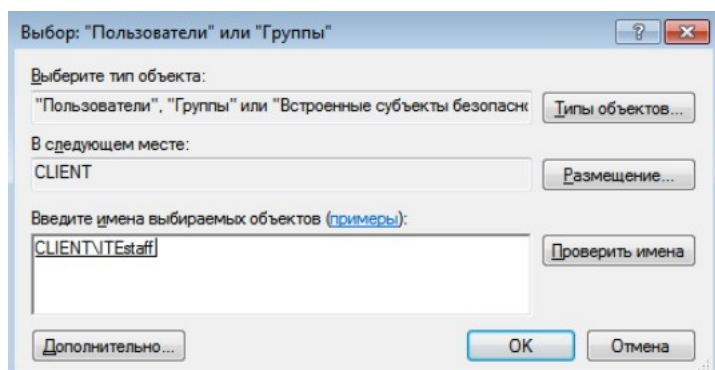 Выбор: "Пользователи" или "Группы"
Выберите тип объекта:
"Пользователи", "Группы" или "Встроенные субъекты безопасно
Типы объектов...
В следующем месте:
CLIENT
Размещение...
Введите имена выбираемых объектов (примеры):
CLIENT\ITEstaff
Проверить имена
Дополнительно...
OK
Отмена